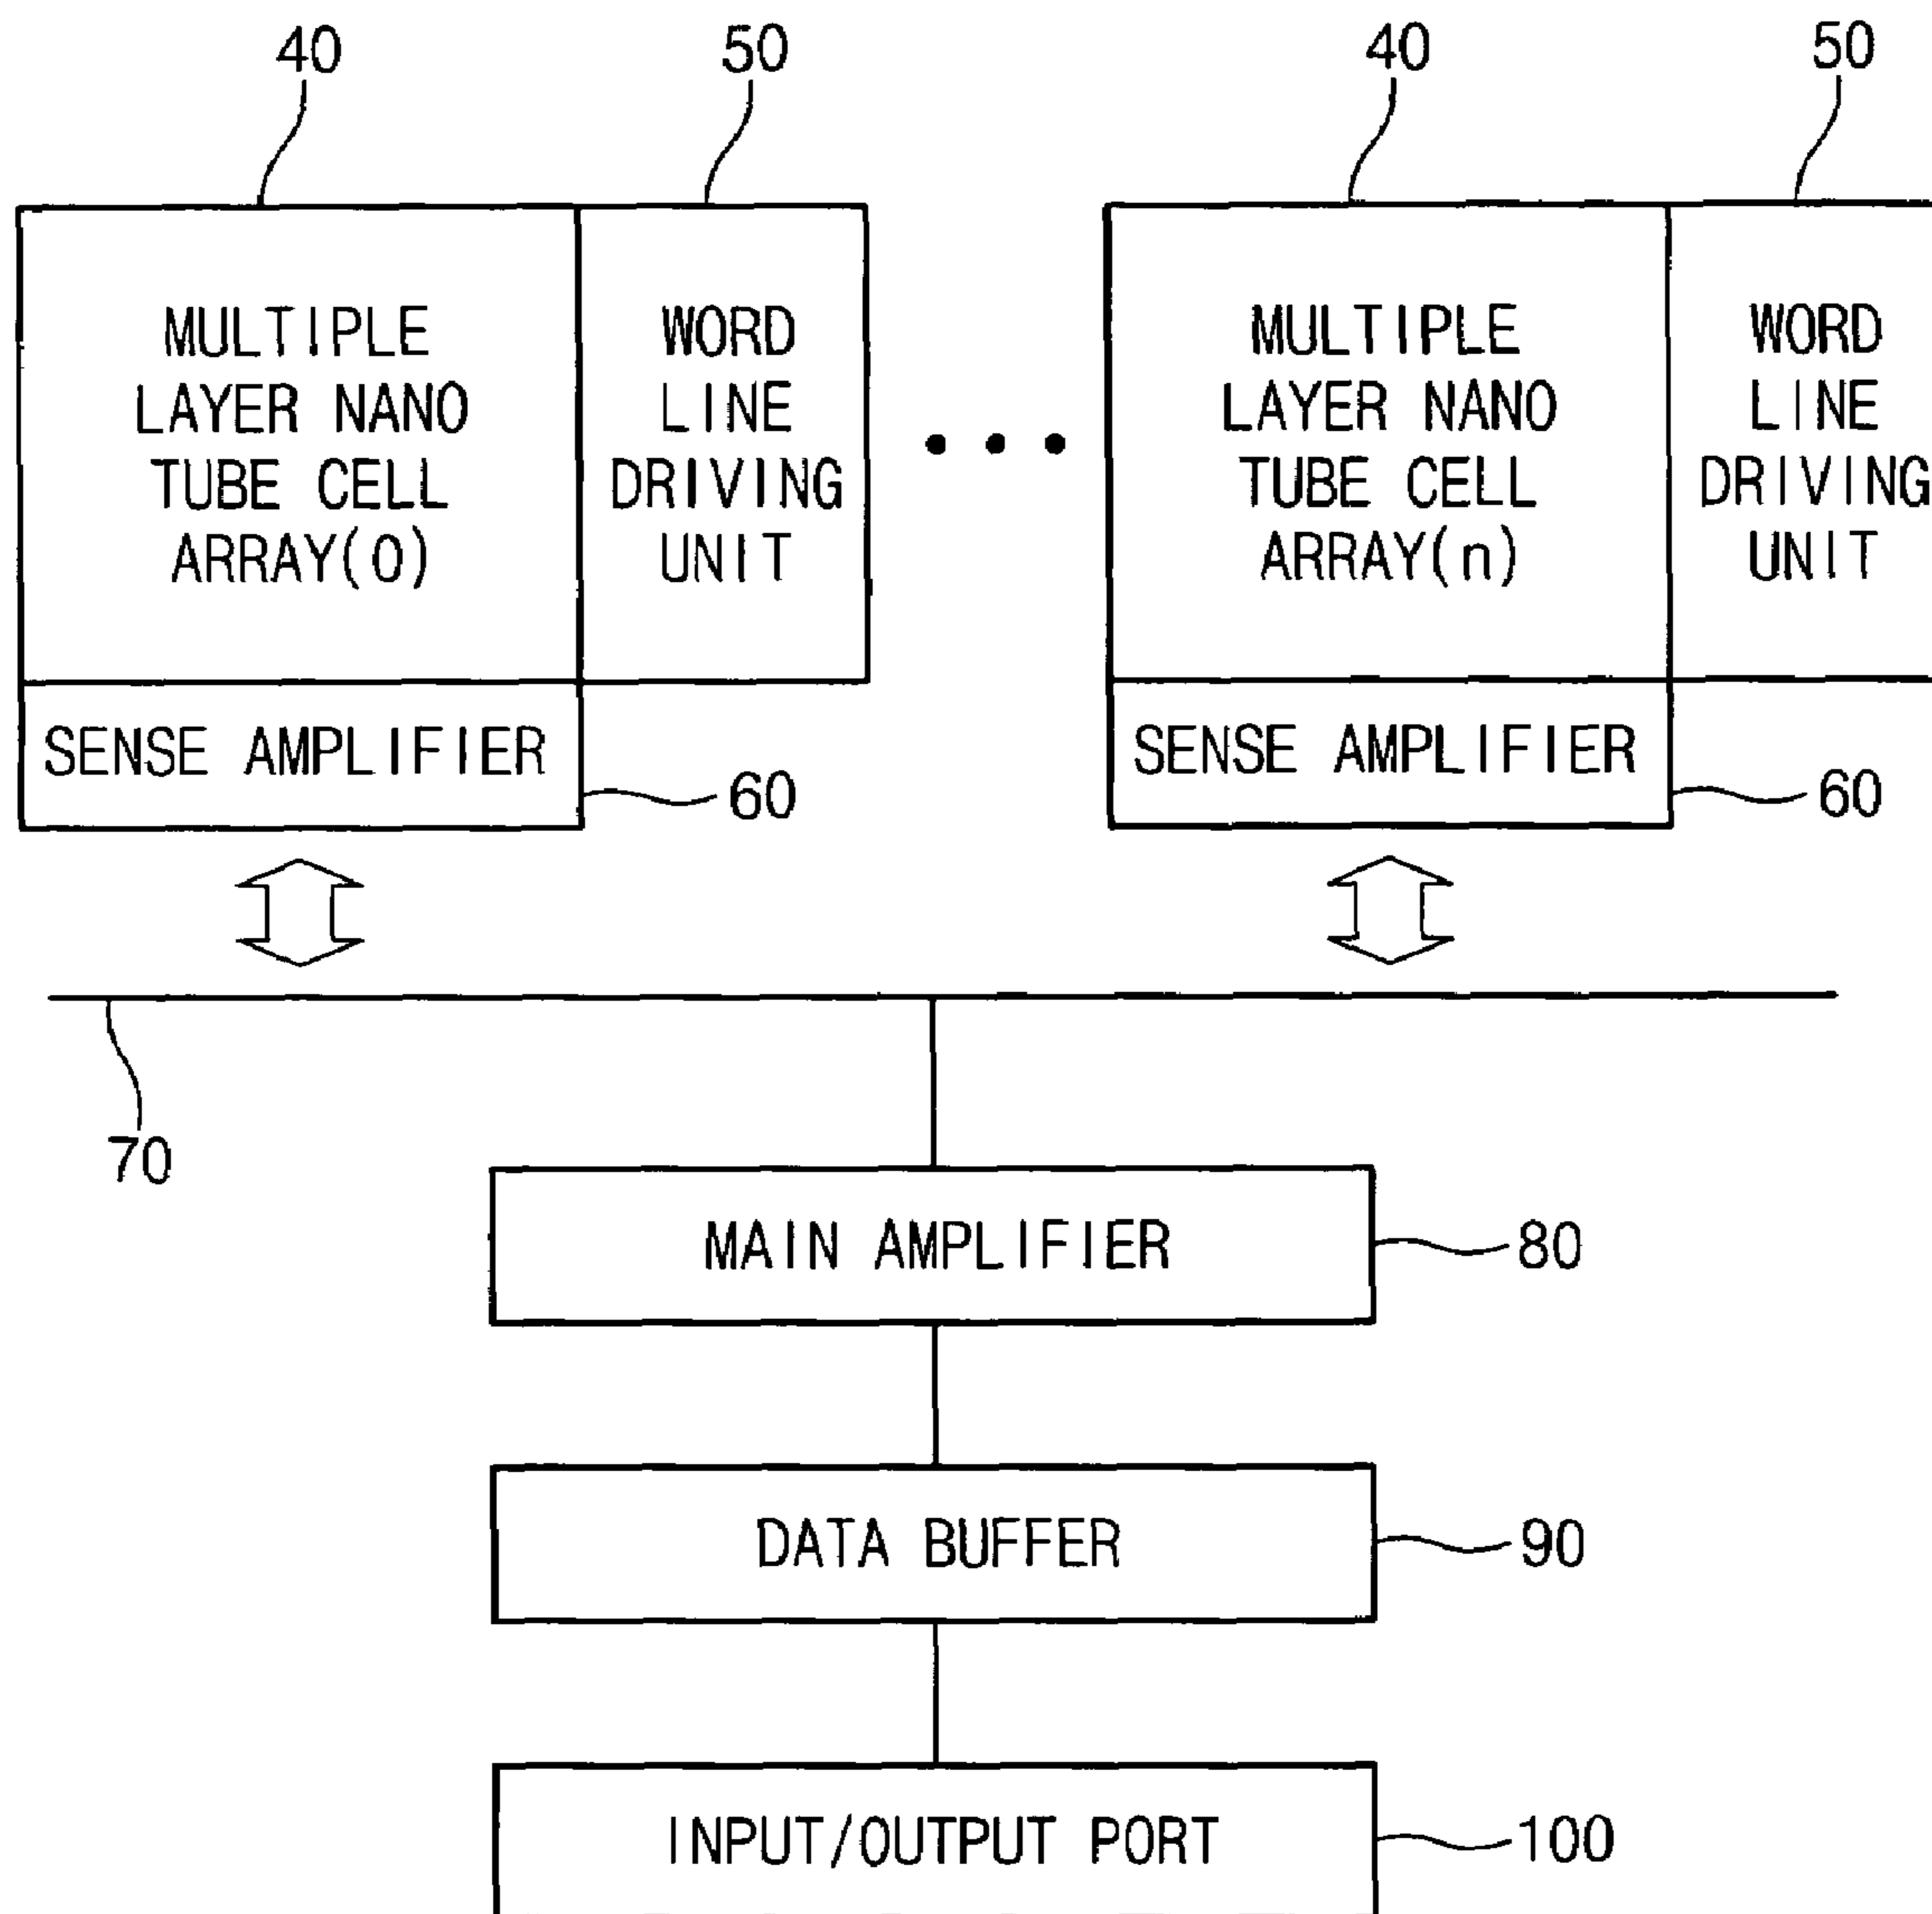 40
50
40
50
MULTIPLE
LAYER NANO
TUBE CELL
ARRAY(0)
WORD
LINE
DRIVING
UNIT
MULTIPLE
LAYER NANO
TUBE CELL
ARRAY(n)
WORD
LINE
DRIVING
UNIT
SENSE AMPLIFIER
60
SENSE AMPLIFIER
60
70
MAIN AMPLIFIER
80
DATA BUFFER
90
INPUT/OUTPUT PORT
100